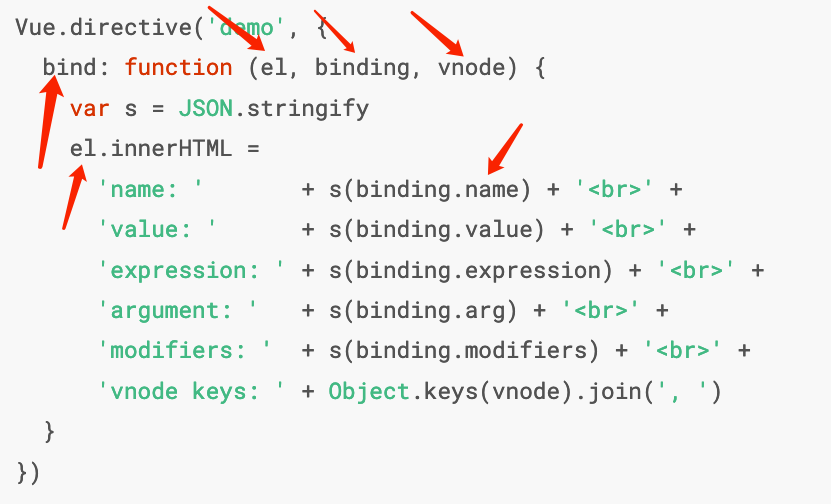 Vue.directive('demo', {
  bind: function (el, binding, vnode) {
    var s = JSON.stringify
    el.innerHTML =
      'name: '       + s(binding.name) + '<br>' +
      'value: '      + s(binding.value) + '<br>' +
      'expression: ' + s(binding.expression) + '<br>' +
      'argument: '   + s(binding.arg) + '<br>' +
      'modifiers: '  + s(binding.modifiers) + '<br>' +
      'vnode keys: ' + Object.keys(vnode).join(', ')
  }
})